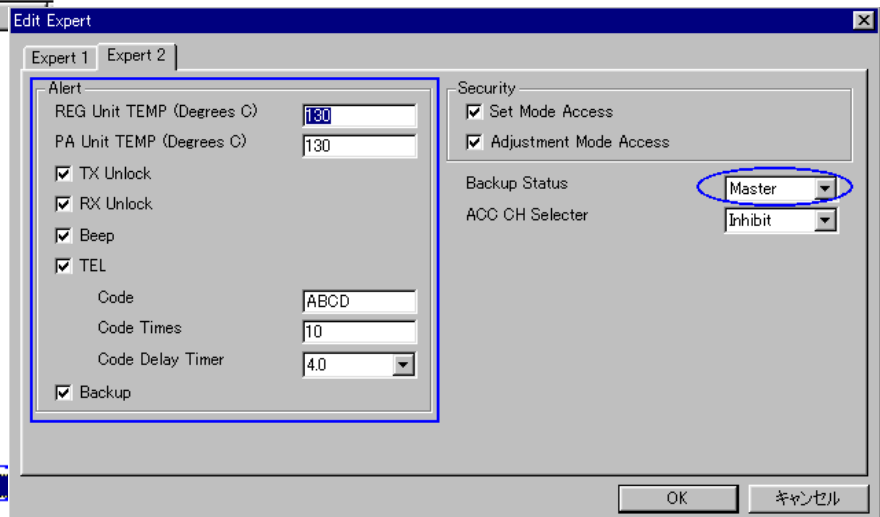 Edit Expert
Expert 1 Expert 2
Alert
REG Unit TEMP (Degrees C) 130
PA Unit TEMP (Degrees C) 130
TX Unlock
RX Unlock
Beep
TEL
Code ABCD
Code Times 10
Code Delay Timer 4.0
Backup
Security
Set Mode Access
Adjustment Mode Access
Backup Status Master
ACC CH Selecter Inhibit
OK キャンセル